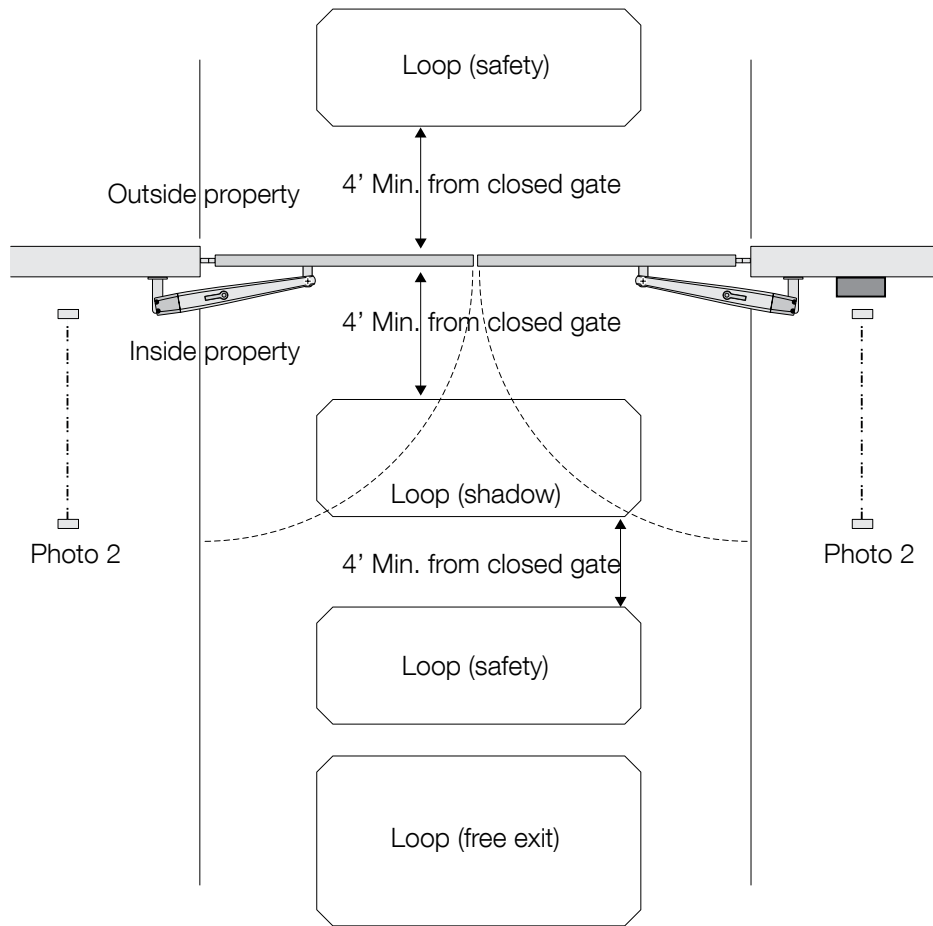 Loop (safety)
4’ Min. from closed gate
Outside property
4’ Min. from closed gate
Inside property
Loop (shadow)
Photo 2
4’ Min. from closed gate
Photo 2
Loop (safety)
Loop (free exit)